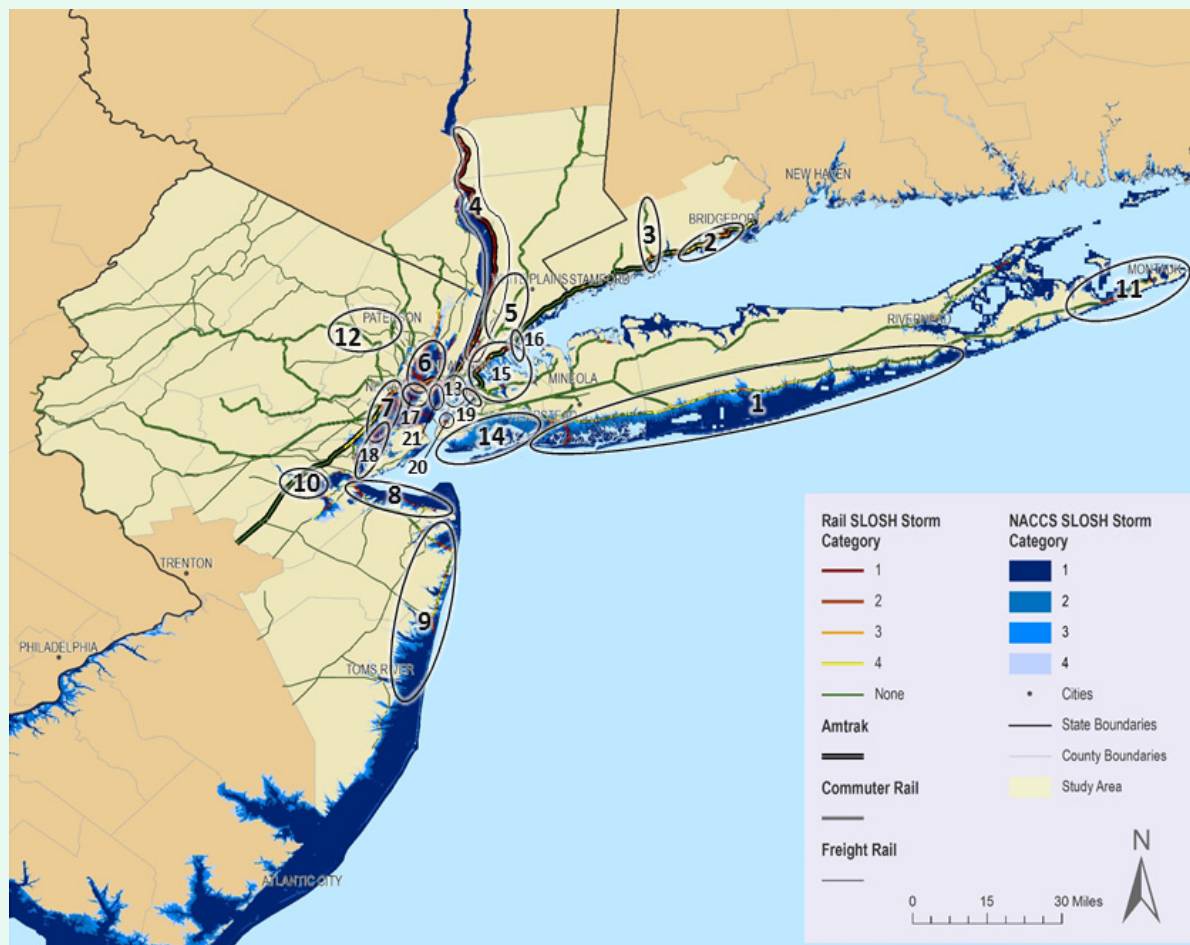 NEW HAVEN
BRIDGEPORT
4
3
2
PLAINS
STAMFORD
MONTAUK
11
5
RIVERHEAD
12
PATERSON
16
6
15
MINEOLA
13
7
17
19
1
14
21
18
20
10
8
TRENTON
9
PHILADELPHIA
TOMS RIVER
ATLANTIC CITY
Rail SLOSH Storm
Category
1
2
3
4
None
Amtrak
Commuter Rail
Freight Rail
NACCS SLOSH Storm
Category
1
2
3
4
Cities
State Boundaries
County Boundaries
Study Area
N
0 15 30 Miles